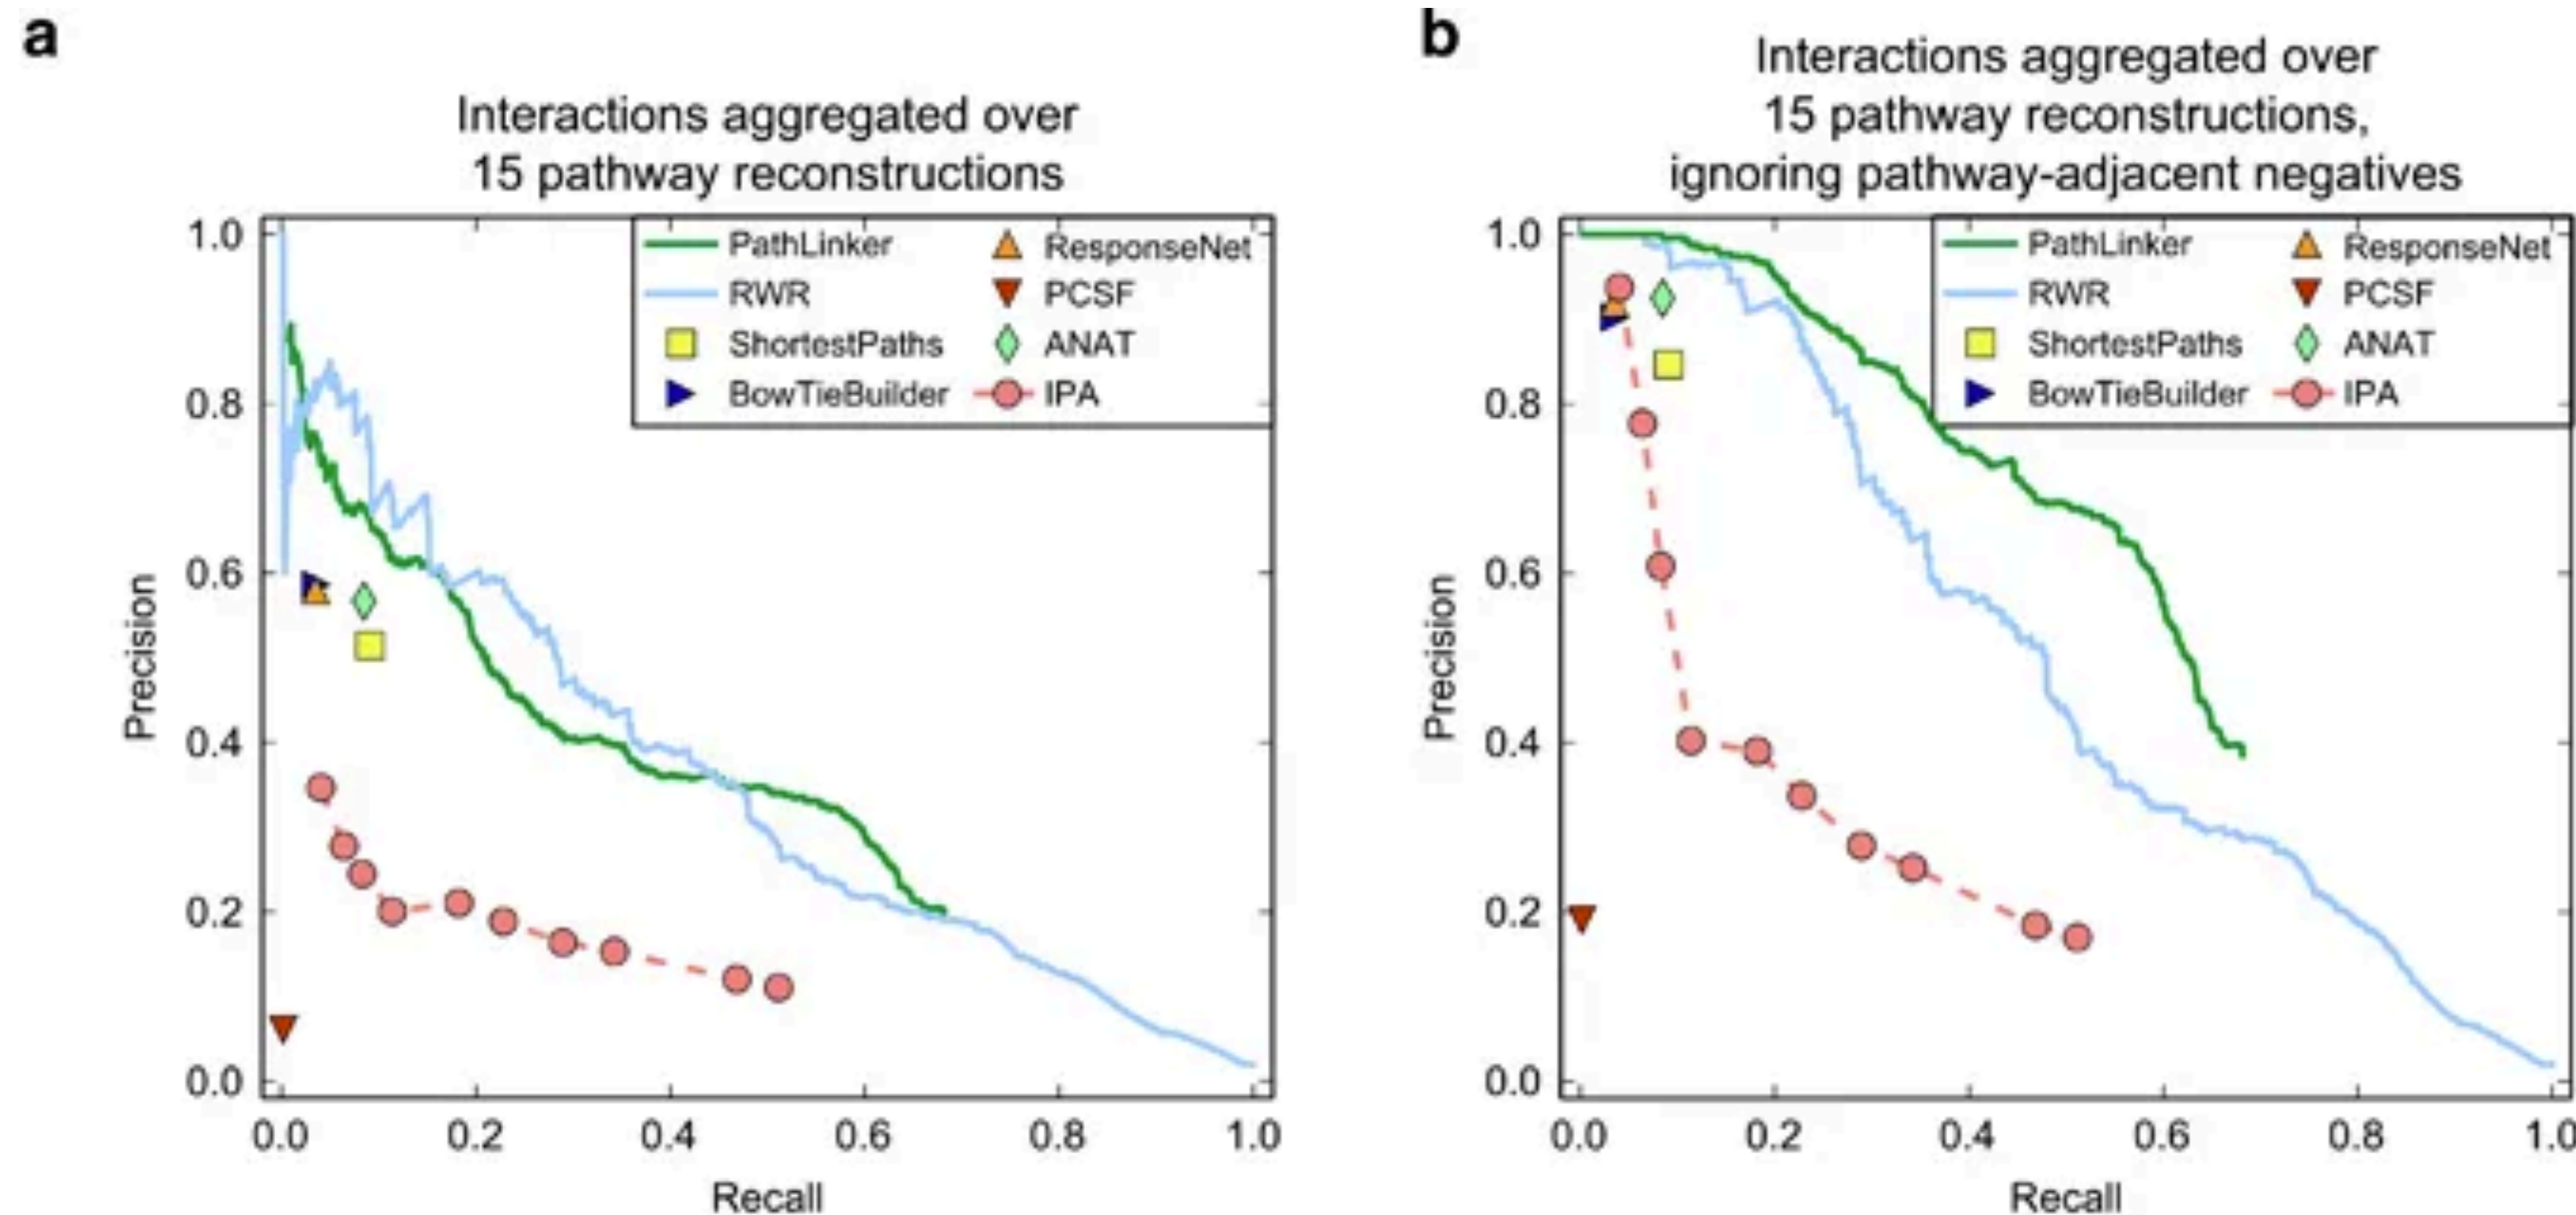 a
Interactions aggregated over
15 pathway reconstructions
PathLinker
RWR
ShortestPaths
BowTieBuilder
ResponseNet
PCSF
ANAT
IPA
1.0
0.8
0.6
0.4
0.2
0.0
Precision
0.0 0.2 0.4 0.6 0.8 1.0
Recall
b
Interactions aggregated over
15 pathway reconstructions,
ignoring pathway-adjacent negatives
PathLinker
RWR
ShortestPaths
BowTieBuilder
ResponseNet
PCSF
ANAT
IPA
1.0
0.8
0.6
0.4
0.2
0.0
Precision
0.0 0.2 0.4 0.6 0.8 1.0
Recall